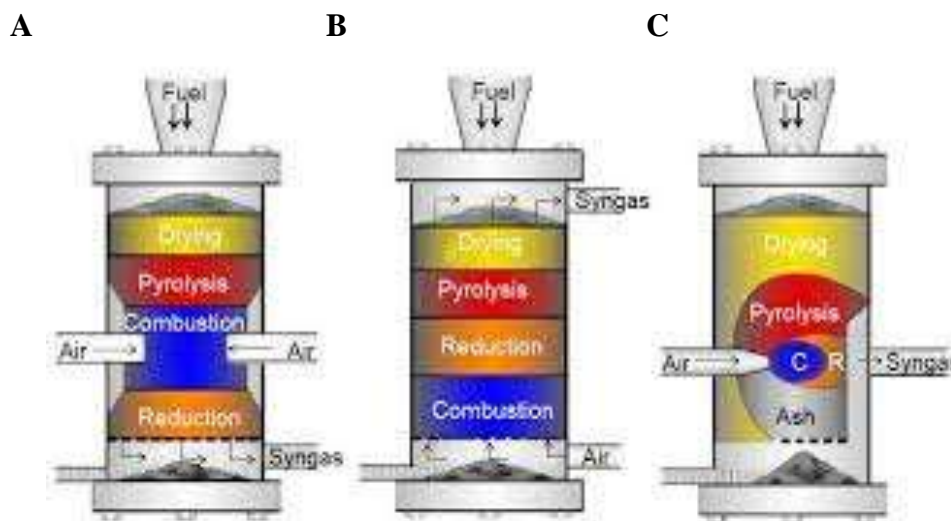 A
B
C
Fuel
Drying
Pyrolysis
Combustion
Air
Air
Reduction
Syngas
Fuel
Syngas
Drying
Pyrolysis
Reduction
Combustion
Air
Fuel
Drying
Pyrolysis
Air
C
R
Syngas
Ash